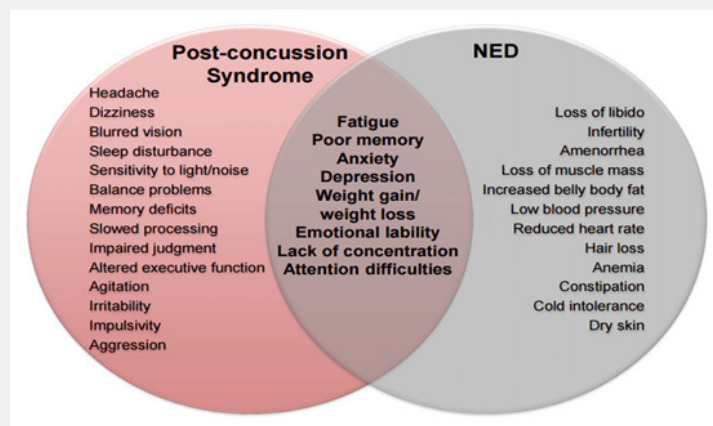 Post-concussion
Syndrome
Headache
Dizziness
Blurred vision
Sleep disturbance
Sensitivity to light/noise
Balance problems
Memory deficits
Slowed processing
Impaired judgment
Altered executive function
Agitation
Irritability
Impulsivity
Aggression
Fatigue
Poor memory
Anxiety
Depression
Weight gain/
weight loss
Emotional lability
Lack of concentration
Attention difficulties
NED
Loss of libido
Infertility
Amenorrhea
Loss of muscle mass
Increased belly body fat
Low blood pressure
Reduced heart rate
Hair loss
Anemia
Constipation
Cold intolerance
Dry skin